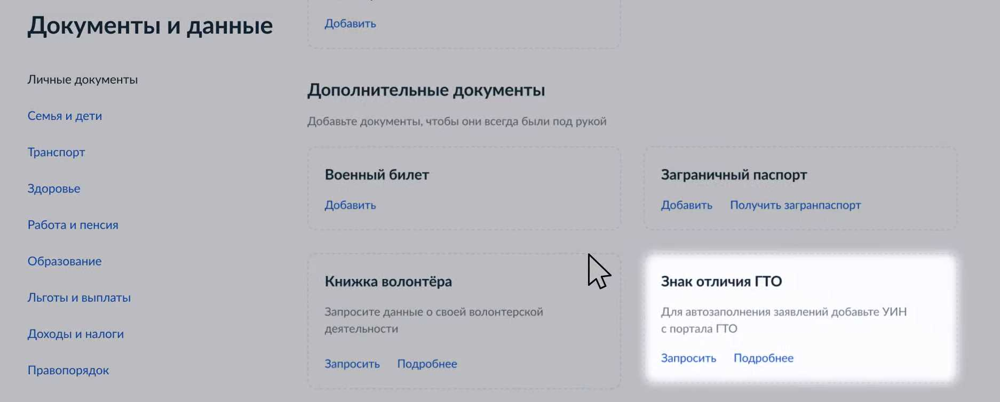 Документы и данные
Личные документы
Семья и дети
Транспорт
Здоровье
Работа и пенсия
Образование
Льготы и выплаты
Доходы и налоги
Правопорядок
Добавить
Дополнительные документы
Добавьте документы, чтобы они всегда были под рукой
Военный билет
Добавить
Заграничный паспорт
Добавить Получить загранпаспорт
Книжка волонтёра
Запросите данные о своей волонтерской
деятельности
Запросить Подробнее
Знак отличия ГТО
Для автозаполнения заявлений добавьте УИН
с портала ГТО
Запросить Подробнее